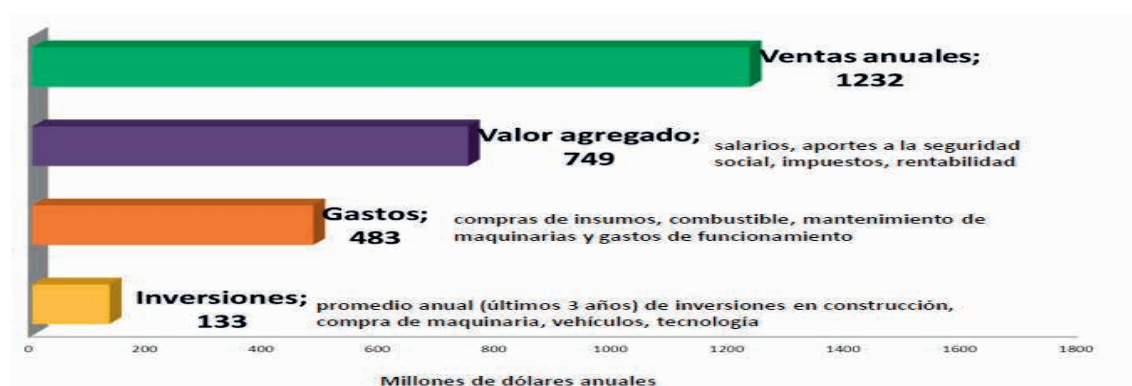 Ventas anuales;
1232
Valor agregado;
749
salarios, aportes a la seguridad
social, impuestos, rentabilidad
Gastos;
483
compras de insumos, combustible, mantenimiento de
maquinarias y gastos de funcionamiento
Inversiones;
133
promedio anual (últimos 3 años) de inversiones en construcción,
compra de maquinaria, vehículos, tecnología
0 200 400 600 800 1000 1200 1400 1600 1800
Millones de dólares anuales